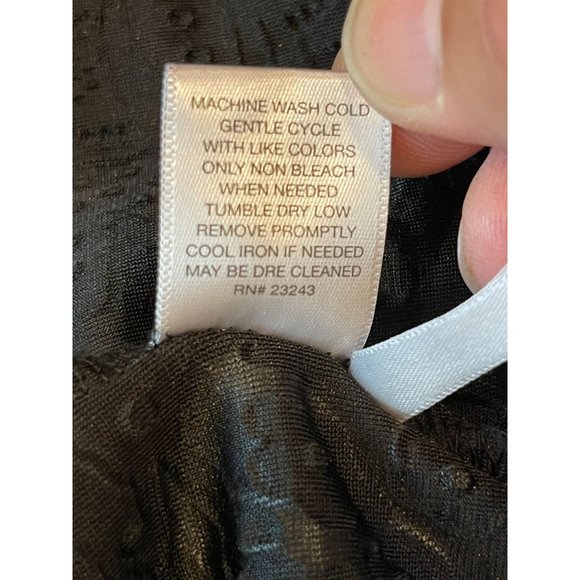 MACHINE WASH COLD
GENTLE CYCLE
WITH LIKE COLORS
ONLY NON BLEACH
WHEN NEEDED
TUMBLE DRY LOW
REMOVE PROMPTLY
COOL IRON IF NEEDED
MAY BE DRE CLEANED
RN# 23243